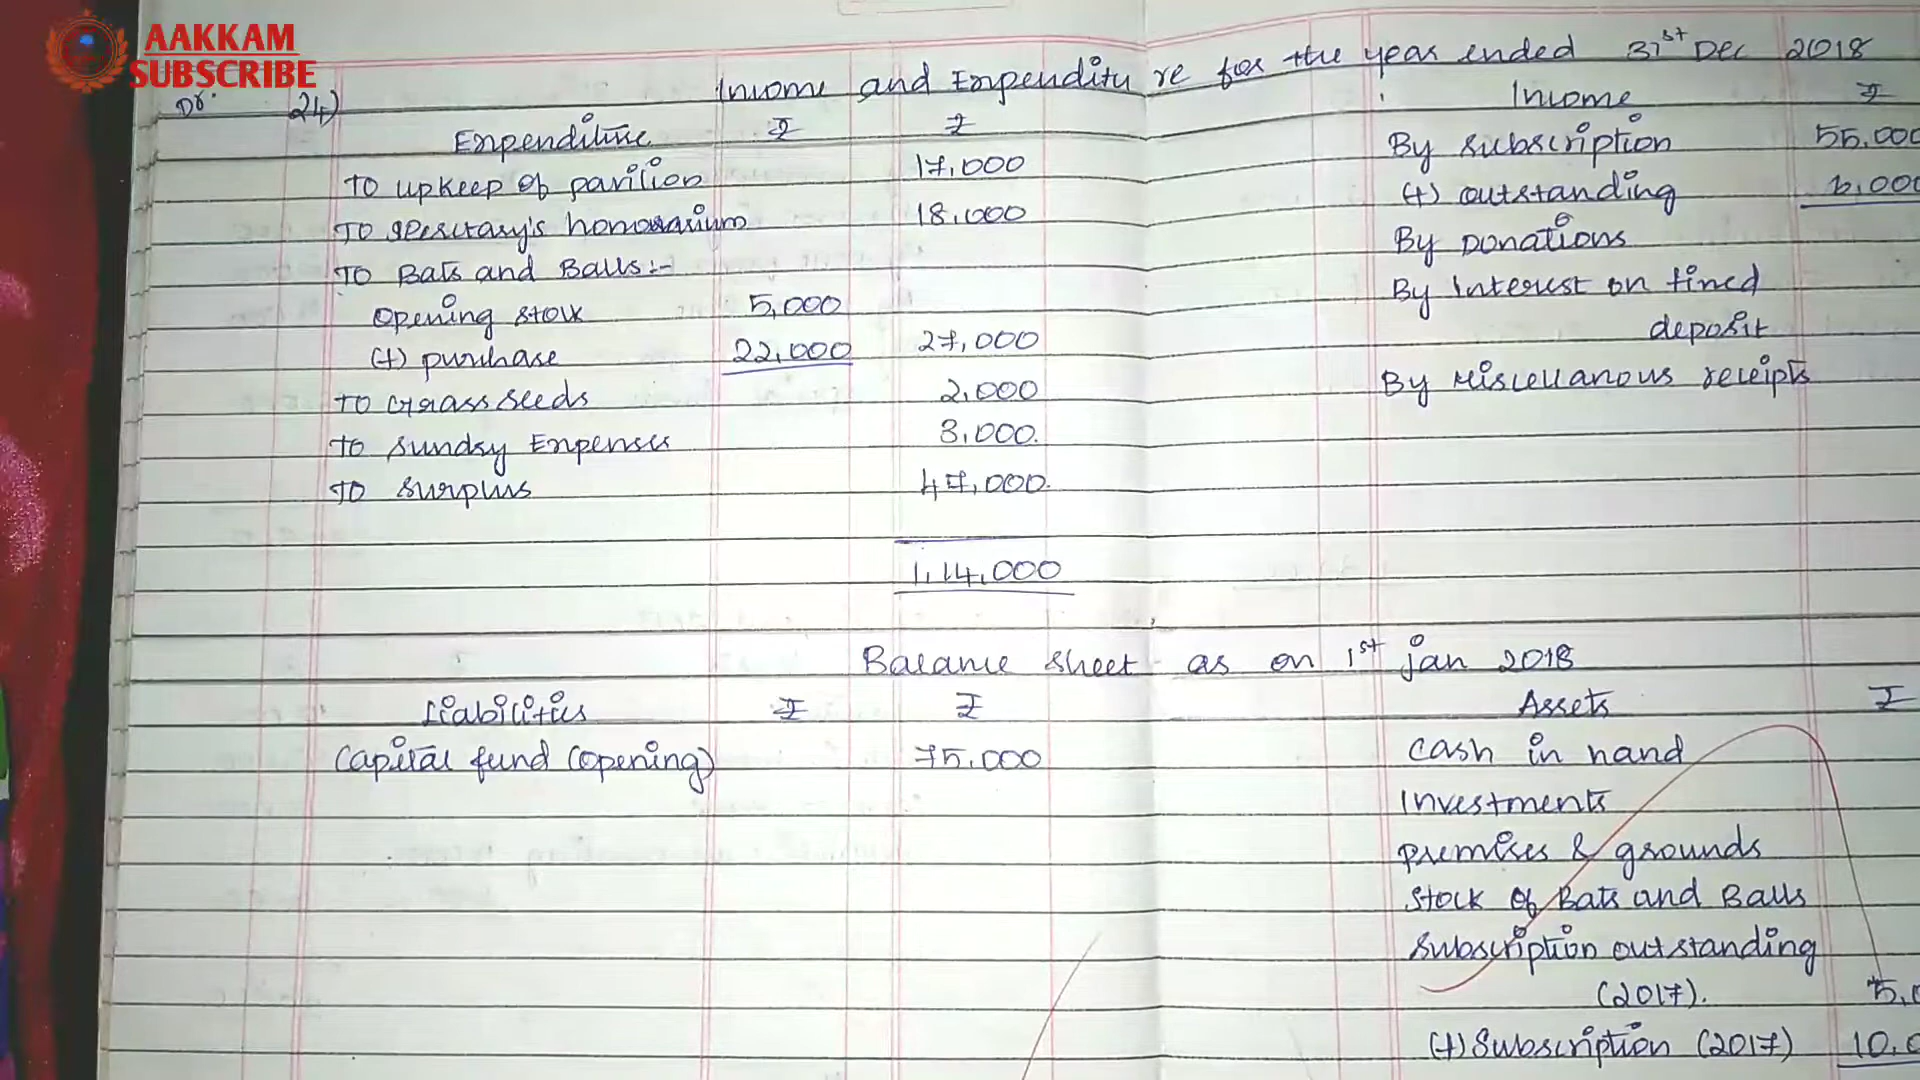 AAKKAM
SUBSCRIBE
Income and Expenditure for the year ended 31st Dec 2018
Dr. 24)
Expenditure ₹ ₹
Income ₹
To upkeep of pavilion 17,000
By subscription 55,000
To secretary's honorarium 18,000
(+) outstanding
To Bats and Balls:-
By Donations
opening stock 5,000
By Interest on fixed
(+) purchase 22,000 27,000
deposit
To Grass seeds 2,000
By Miscellanous receipts
To sundry Expenses 3,000.
To surplus 47,000.
1,14,000
Balance sheet as on 1st jan 2018
Liabilities ₹ ₹
Assets ₹
Capital fund (opening) 75,000
cash in hand
Investments
premises & grounds
stock of Bats and Balls
subscription outstanding
(2017). 5,0
(+) Subscription (2017) 10,0